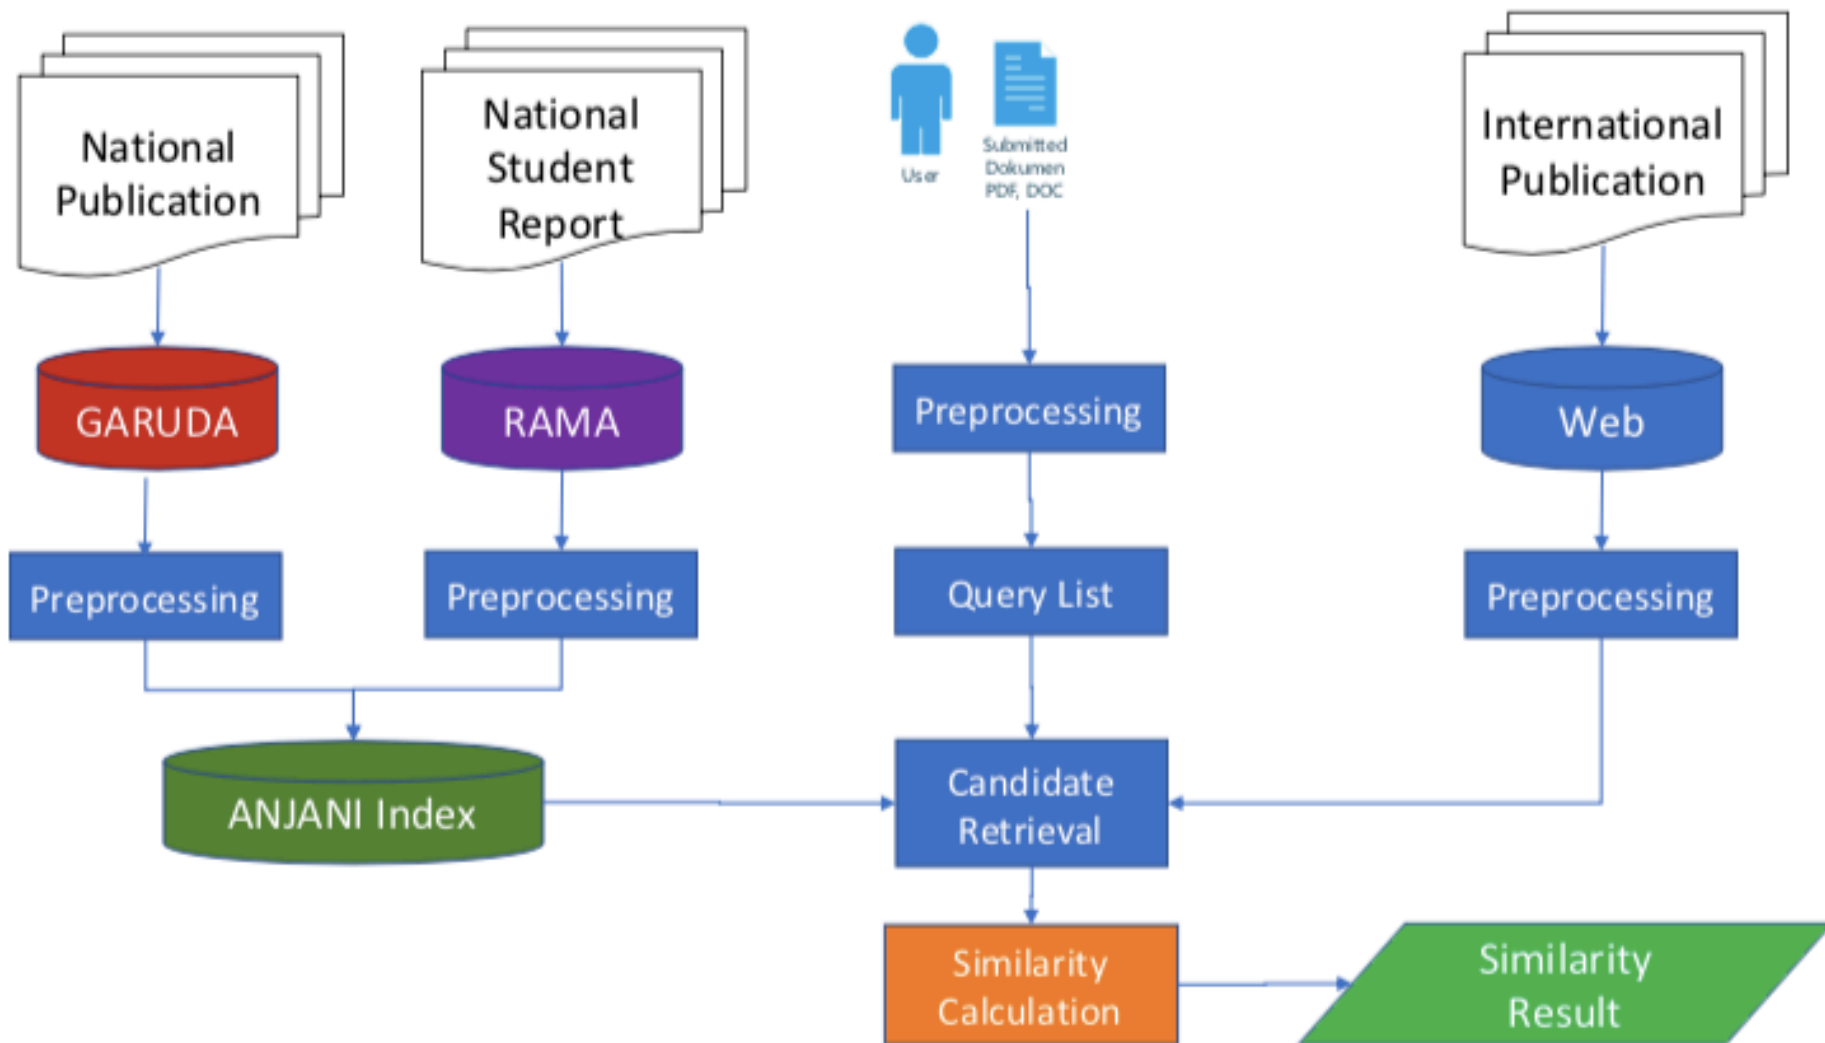 National
Publication
National
Student
Report
User
Submitted
Dokumen
PDF, DOC
International
Publication
GARUDA
RAMA
Preprocessing
Web
Preprocessing
Preprocessing
Query List
Preprocessing
ANJANI Index
Candidate
Retrieval
Similarity
Calculation
Similarity
Result